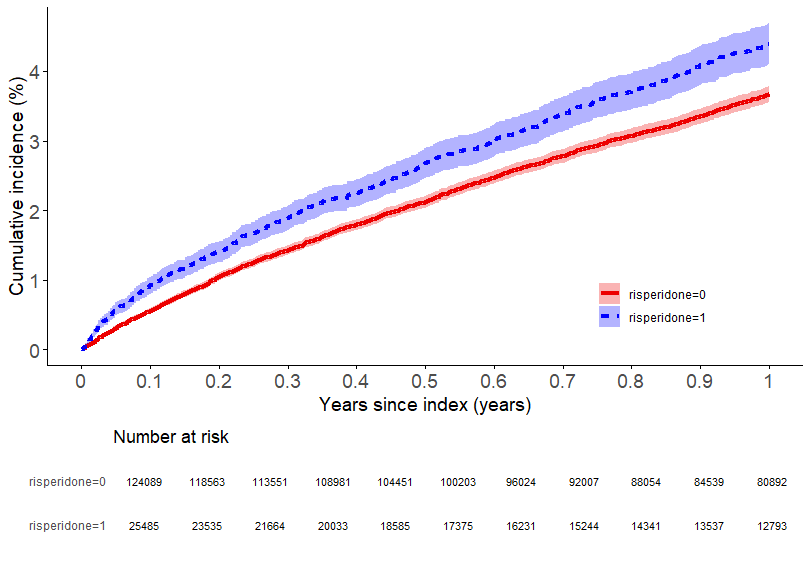 Cumulative incidence (%)
4
3
2
1
0
risperidone=0
risperidone=1
0 0.1 0.2 0.3 0.4 0.5 0.6 0.7 0.8 0.9 1
Years since index (years)
Number at risk
risperidone=0 124089 118563 113551 108981 104451 100203 96024 92007 88054 84539 80892
risperidone=1 25485 23535 21664 20033 18585 17375 16231 15244 14341 13537 12793